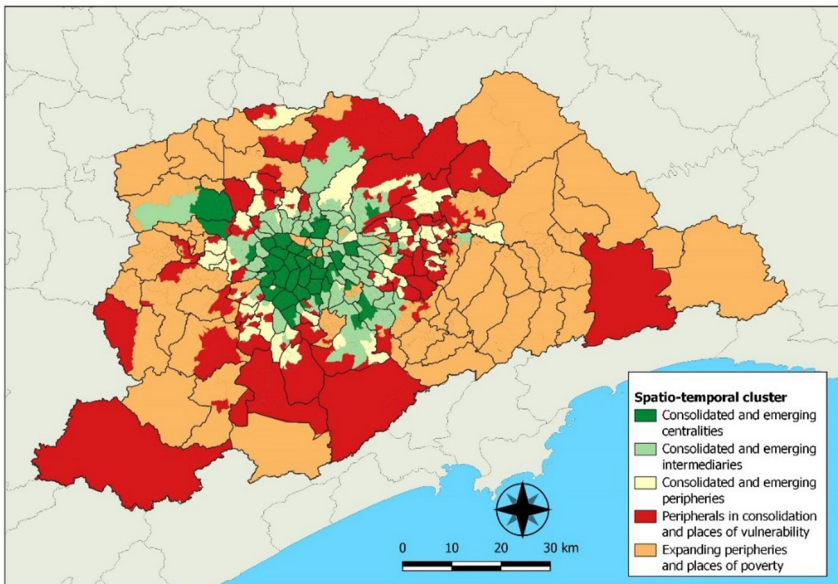 Spatio-temporal cluster
Consolidated and emerging
centralities
Consolidated and emerging
intermediaries
Consolidated and emerging
peripheries
Peripherals in consolidation
and places of vulnerability
Expanding peripheries
and places of poverty
0 10 20 30 km